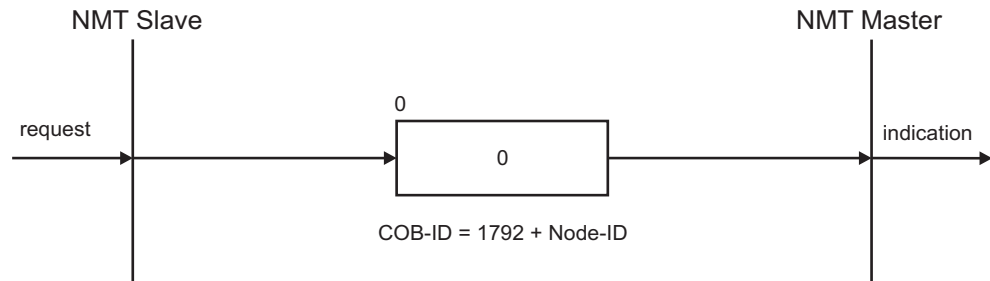 NMT Slave
NMT Master
0
request
indication
0
COB-ID = 1792 + Node-ID